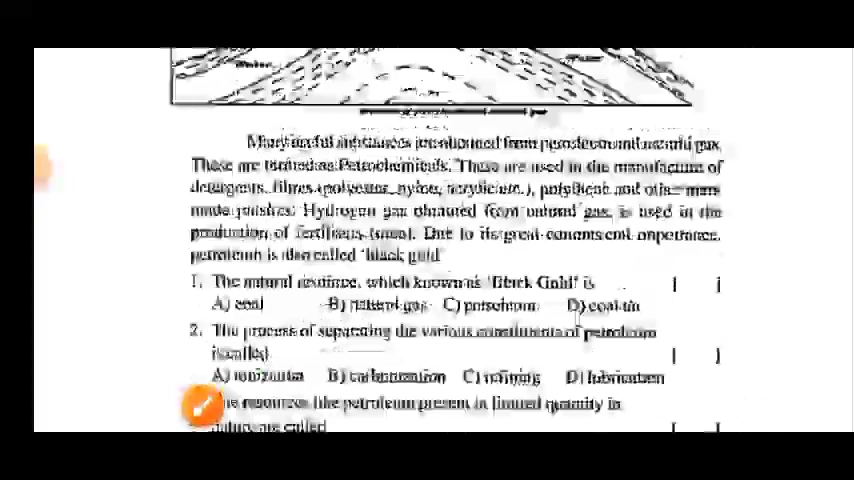 Many useful substances are obtained from petroleum and natural gas.
These are termed as 'Petrochemicals.' These are used in the manufacture of
detergents, fibres (polyester, nylon, acrylic etc.), polythene and other man-
made plastics. Hydrogen gas obtained from natural gas, is used in the
production of fertilisers (urea). Due to its great commercial importance,
petroleum is also called 'black gold'
1. The natural resource, which known as 'Black Gold' is [ ]
A) coal B) natural gas C) petroleum D) coal tar
2. The process of separating the various constituents of petroleum
is called [ ]
A) ionization B) carbonization C) refining D) lubrication
resources like petroleum present in limited quantity in
nature are called [ ]